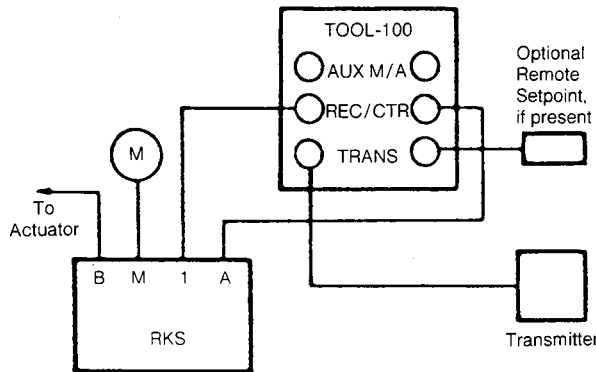 TOOL-100
AUX M/A
REC/CTR
TRANS
Optional
Remote
Setpoint,
if present
M
To
Actuator
B M 1 A
RKS
Transmitter